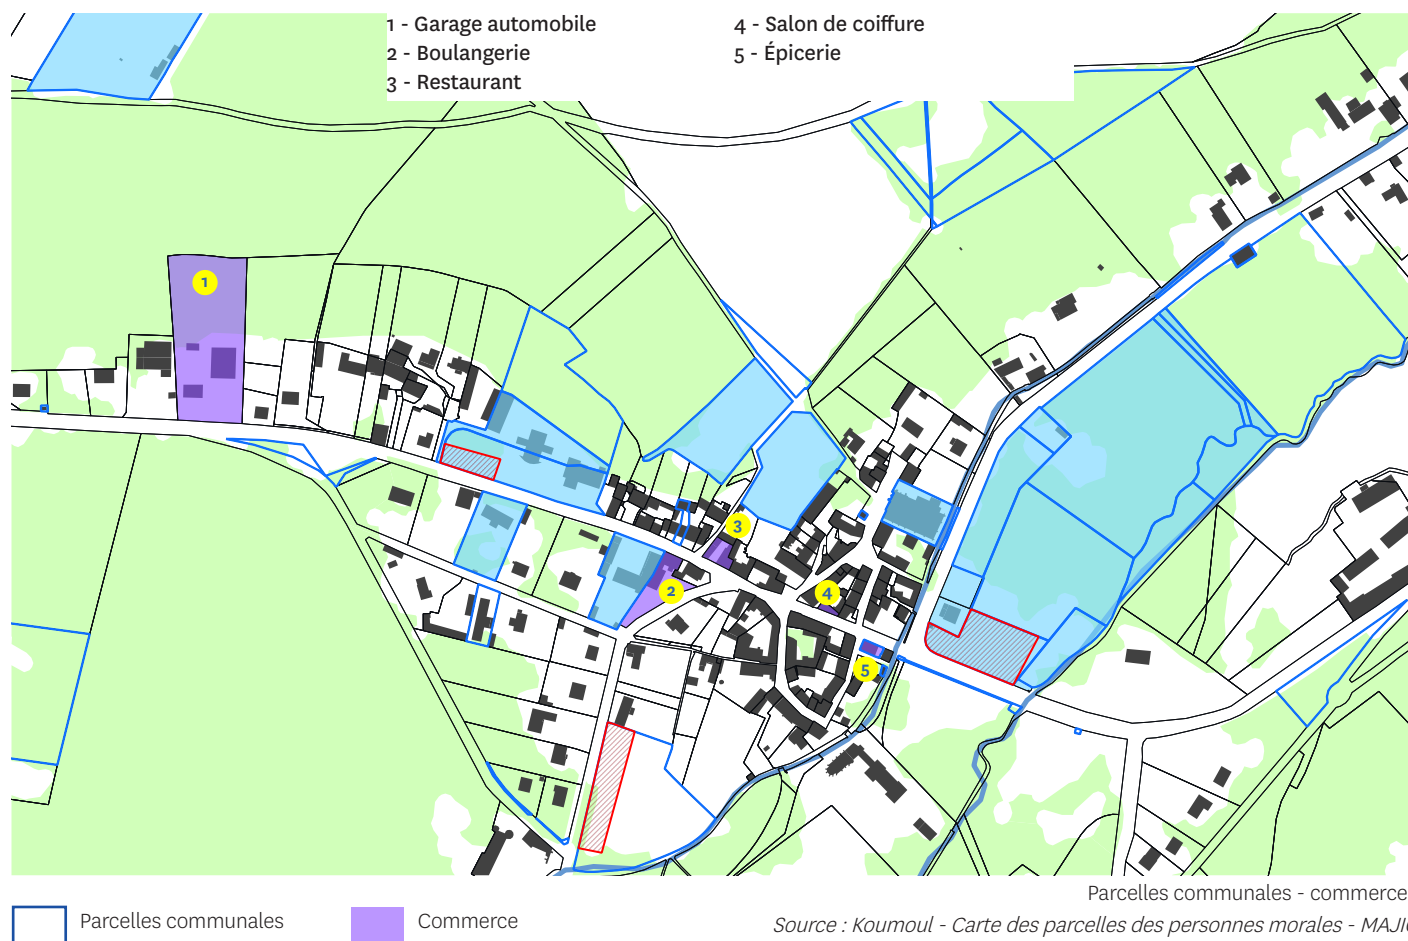 1 - Garage automobile
2 - Boulangerie
3 - Restaurant
4 - Salon de coiffure
5 - Épicerie
1
3
2
4
5
Parcelles communales
Commerce
Parcelles communales - commerce
Source : Koumoul - Carte des parcelles des personnes morales - MAJI